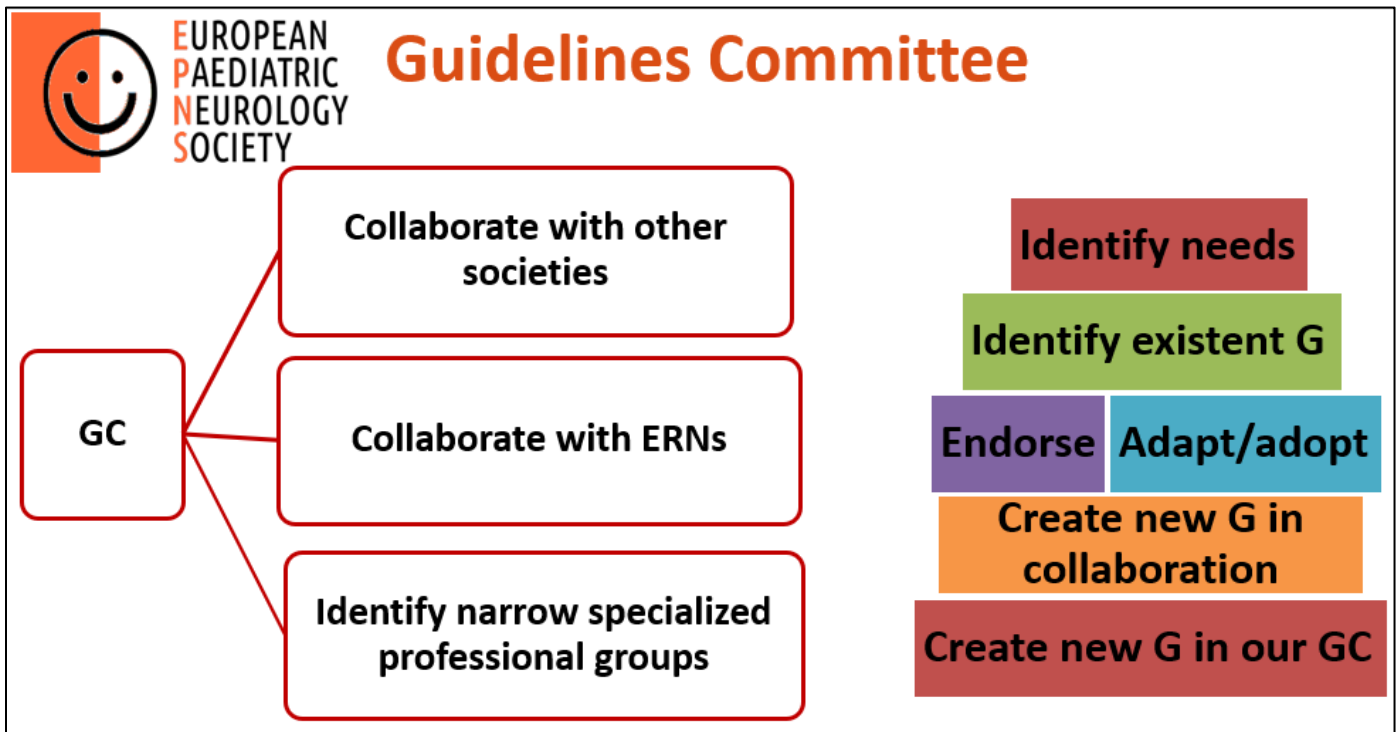 EUROPEAN
PAEDIATRIC
NEUROLOGY
SOCIETY
Guidelines Committee
GC
Collaborate with other
societies
Collaborate with ERNs
Identify narrow specialized
professional groups
Identify needs
Identify existent G
Endorse
Adapt/adopt
Create new G in
collaboration
Create new G in our GC